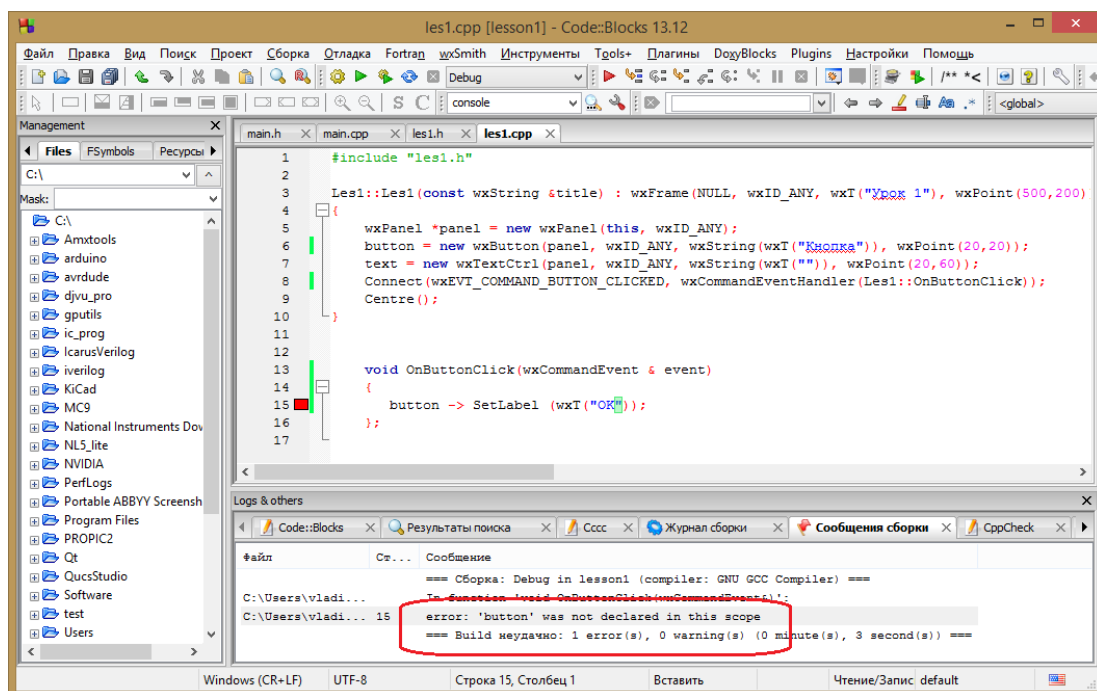 les1.cpp [lesson1] - Code::Blocks 13.12
Файл Правка Вид Поиск Проект Сборка Отладка Fortran wxSmith Инструменты Tools+ Плагины DoxyBlocks Plugins Настройки Помощь
Debug /** *<
S C console <global>
Management
Files FSymbols Ресурсы
C:\
Mask:
C:\
Amxtools
arduino
avrdude
djvu_pro
gputils
ic_prog
IcarusVerilog
iverilog
KiCad
MC9
National Instruments Dov
NL5_lite
NVIDIA
PerfLogs
Portable ABBYY Screensh
Program Files
PROPIC2
Qt
QucsStudio
Software
test
Users
main.h main.cpp les1.h les1.cpp
1 #include "les1.h"
2
3 Les1::Les1(const wxString &title) : wxFrame(NULL, wxID_ANY, wxT("Урок 1"), wxPoint(500,200)
4 {
5 wxPanel *panel = new wxPanel(this, wxID_ANY);
6 button = new wxButton(panel, wxID_ANY, wxString(wxT("Кнопка")), wxPoint(20,20));
7 text = new wxTextCtrl(panel, wxID_ANY, wxString(wxT("")), wxPoint(20,60));
8 Connect(wxEVT_COMMAND_BUTTON_CLICKED, wxCommandEventHandler(Les1::OnButtonClick));
9 Centre();
10 }
11
12
13 void OnButtonClick(wxCommandEvent & event)
14 {
15 button -> SetLabel (wxT("OK"));
16 };
17
Logs & others
Code::Blocks Результаты поиска Cccc Журнал сборки Сообщения сборки CppCheck
Файл Ст... Сообщение
=== Сборка: Debug in lesson1 (compiler: GNU GCC Compiler) ===
C:\Users\vladi... In function 'void OnButtonClick(wxCommandEvent&)':
C:\Users\vladi... 15 error: 'button' was not declared in this scope
=== Build неудачно: 1 error(s), 0 warning(s) (0 minute(s), 3 second(s)) ===
Windows (CR+LF) UTF-8 Строка 15, Столбец 1 Вставить Чтение/Запис default